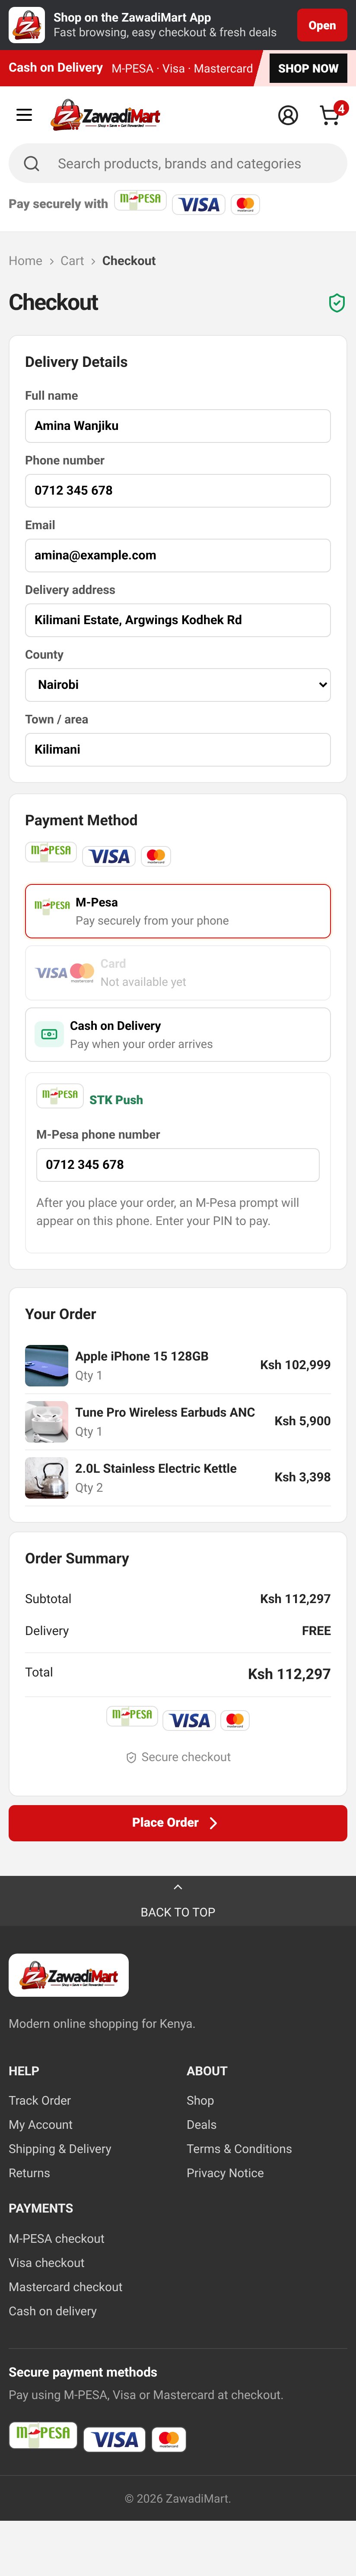 Shop on the ZawadiMart App
Fast browsing, easy checkout & fresh deals
Open
Cash on Delivery M-PESA · Visa · Mastercard SHOP NOW
ZawadiMart
4
Search products, brands and categories
Pay securely with M-PESA VISA mastercard
Home › Cart › Checkout
Checkout
Delivery Details
Full name
Amina Wanjiku
Phone number
0712 345 678
Email
amina@example.com
Delivery address
Kilimani Estate, Argwings Kodhek Rd
County
Nairobi
Town / area
Kilimani
Payment Method
M-PESA VISA mastercard
M-PESA M-Pesa
Pay securely from your phone
VISA mastercard Card
Not available yet
Cash on Delivery
Pay when your order arrives
M-PESA STK Push
M-Pesa phone number
0712 345 678
After you place your order, an M-Pesa prompt will
appear on this phone. Enter your PIN to pay.
Your Order
Apple iPhone 15 128GB
Qty 1
Ksh 102,999
Tune Pro Wireless Earbuds ANC
Qty 1
Ksh 5,900
2.0L Stainless Electric Kettle
Qty 2
Ksh 3,398
Order Summary
Subtotal Ksh 112,297
Delivery FREE
Total Ksh 112,297
M-PESA VISA mastercard
Secure checkout
Place Order
BACK TO TOP
ZawadiMart
Modern online shopping for Kenya.
HELP
Track Order
My Account
Shipping & Delivery
Returns
ABOUT
Shop
Deals
Terms & Conditions
Privacy Notice
PAYMENTS
M-PESA checkout
Visa checkout
Mastercard checkout
Cash on delivery
Secure payment methods
Pay using M-PESA, Visa or Mastercard at checkout.
M-PESA VISA mastercard
© 2026 ZawadiMart.